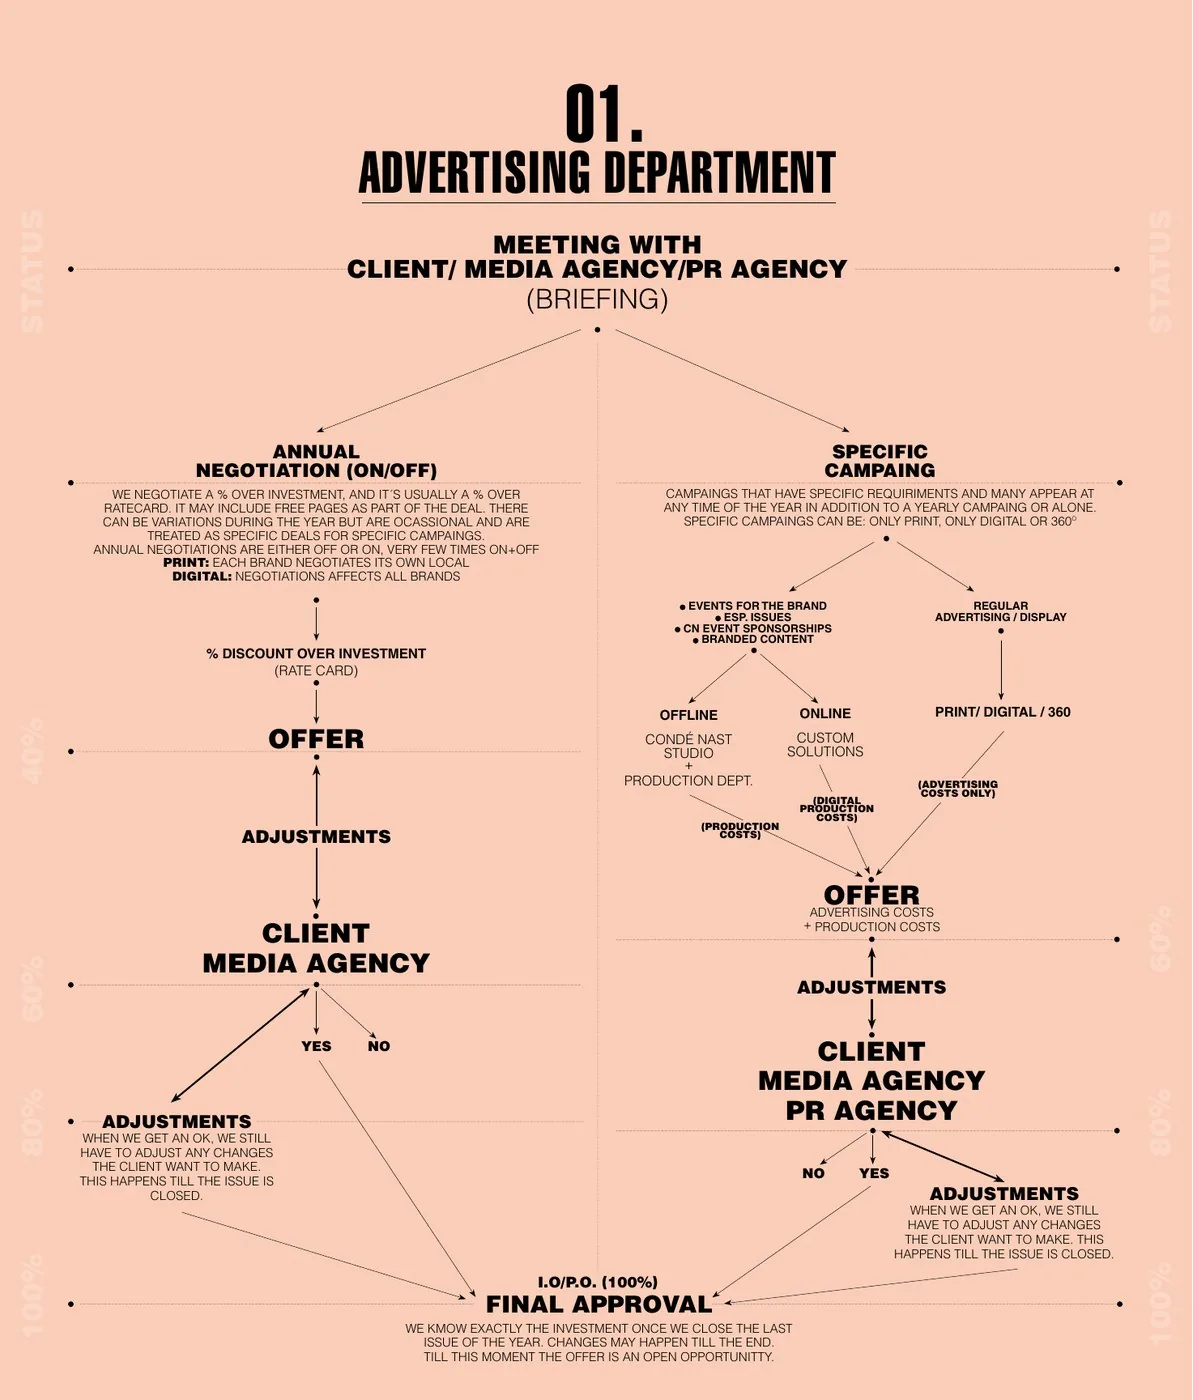 01.
ADVERTISING DEPARTMENT
STATUS
STATUS
MEETING WITH
CLIENT/ MEDIA AGENCY/PR AGENCY
(BRIEFING)
ANNUAL
NEGOTIATION (ON/OFF)
WE NEGOTIATE A % OVER INVESTMENT, AND IT´S USUALLY A % OVER
RATECARD. IT MAY INCLUDE FREE PAGES AS PART OF THE DEAL. THERE
CAN BE VARIATIONS DURING THE YEAR BUT ARE OCASSIONAL AND ARE
TREATED AS SPECIFIC DEALS FOR SPECIFIC CAMPAINGS.
ANNUAL NEGOTIATIONS ARE EITHER OFF OR ON, VERY FEW TIMES ON+OFF
PRINT: EACH BRAND NEGOTIATES ITS OWN LOCAL
DIGITAL: NEGOTIATIONS AFFECTS ALL BRANDS
% DISCOUNT OVER INVESTMENT
(RATE CARD)
40%
OFFER
ADJUSTMENTS
CLIENT
MEDIA AGENCY
60%
YES
NO
80%
ADJUSTMENTS
WHEN WE GET AN OK, WE STILL
HAVE TO ADJUST ANY CHANGES
THE CLIENT WANT TO MAKE.
THIS HAPPENS TILL THE ISSUE IS
CLOSED.
100%
SPECIFIC
CAMPAING
CAMPAINGS THAT HAVE SPECIFIC REQUIRIMENTS AND MANY APPEAR AT
ANY TIME OF THE YEAR IN ADDITION TO A YEARLY CAMPAING OR ALONE.
SPECIFIC CAMPAINGS CAN BE: ONLY PRINT, ONLY DIGITAL OR 360º
• EVENTS FOR THE BRAND
• ESP. ISSUES
• CN EVENT SPONSORSHIPS
• BRANDED CONTENT
REGULAR
ADVERTISING / DISPLAY
OFFLINE
CONDÉ NAST
STUDIO
+
PRODUCTION DEPT.
ONLINE
CUSTOM
SOLUTIONS
PRINT/ DIGITAL / 360
(PRODUCTION
COSTS)
(DIGITAL
PRODUCTION
COSTS)
(ADVERTISING
COSTS ONLY)
OFFER
ADVERTISING COSTS
+ PRODUCTION COSTS
60%
ADJUSTMENTS
CLIENT
MEDIA AGENCY
PR AGENCY
80%
NO
YES
ADJUSTMENTS
WHEN WE GET AN OK, WE STILL
HAVE TO ADJUST ANY CHANGES
THE CLIENT WANT TO MAKE. THIS
HAPPENS TILL THE ISSUE IS CLOSED.
100%
I.O/P.O. (100%)
FINAL APPROVAL
WE KMOW EXACTLY THE INVESTMENT ONCE WE CLOSE THE LAST
ISSUE OF THE YEAR. CHANGES MAY HAPPEN TILL THE END.
TILL THIS MOMENT THE OFFER IS AN OPEN OPPORTUNITTY.